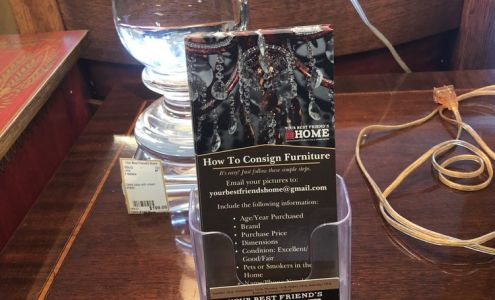 YOUR BEST FRIEND'S
HOME
How To Consign Furniture
It's easy! Just follow these simple steps.
Email your pictures to:
yourbestfriendshome@gmail.com
Include the following information:
• Age/Year Purchased
• Brand
• Purchase Price
• Dimensions
• Condition: Excellent/
Good/Fair
• Pets or Smokers in the
Home
YOUR BEST FRIEND'S